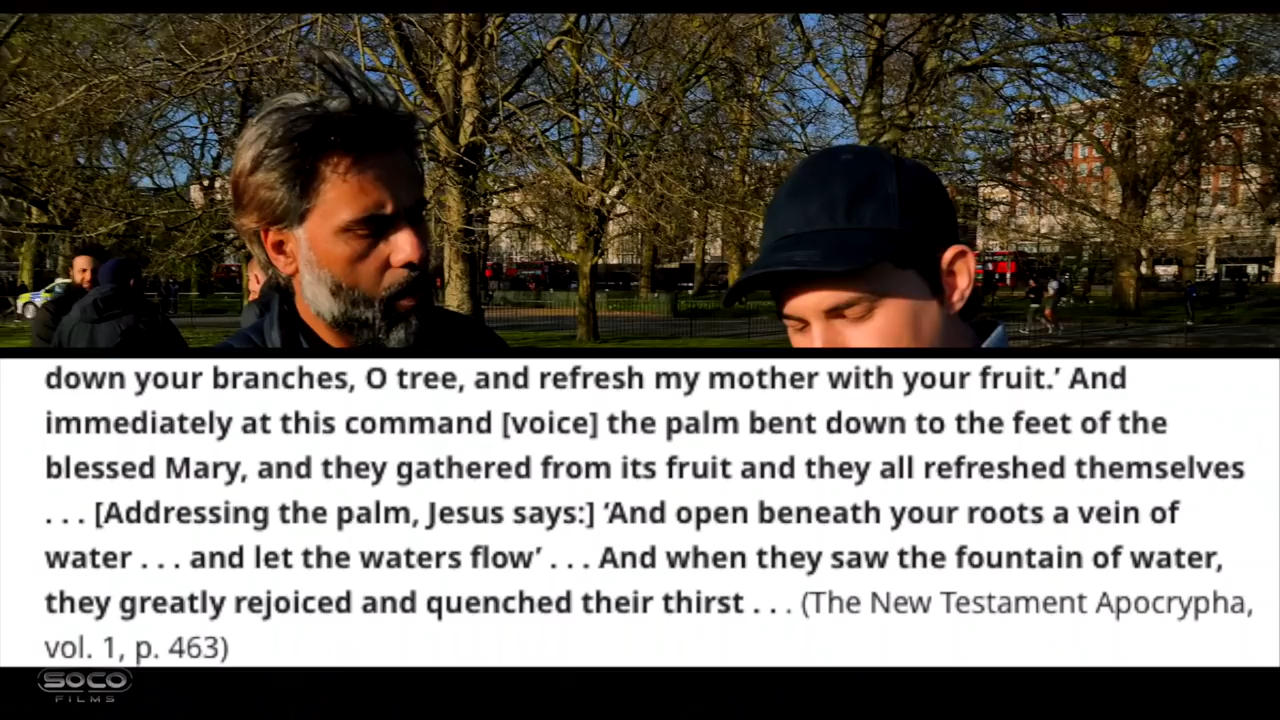 down your branches, O tree, and refresh my mother with your fruit.’ And
immediately at this command [voice] the palm bent down to the feet of the
blessed Mary, and they gathered from its fruit and they all refreshed themselves
. . . [Addressing the palm, Jesus says:] ‘And open beneath your roots a vein of
water . . . and let the waters flow’ . . . And when they saw the fountain of water,
they greatly rejoiced and quenched their thirst . . . (The New Testament Apocrypha,
vol. 1, p. 463)
SOCO
FILMS